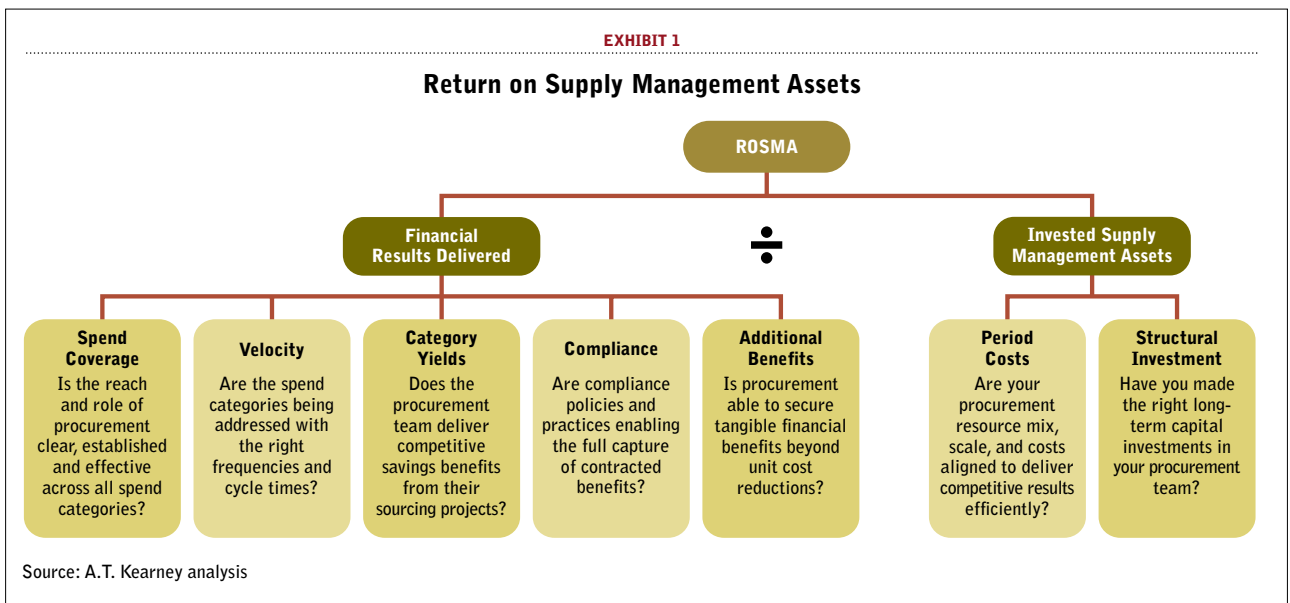 EXHIBIT 1
Return on Supply Management Assets
ROSMA
Financial
Results Delivered
÷
Invested Supply
Management Assets
Spend
Coverage
Is the reach
and role of
procurement
clear, established
and effective
across all spend
categories?
Velocity
Are the spend
categories being
addressed with
the right
frequencies and
cycle times?
Category
Yields
Does the
procurement
team deliver
competitive
savings benefits
from their
sourcing projects?
Compliance
Are compliance
policies and
practices enabling
the full capture
of contracted
benefits?
Additional
Benefits
Is procurement
able to secure
tangible financial
benefits beyond
unit cost
reductions?
Period
Costs
Are your
procurement
resource mix,
scale, and costs
aligned to deliver
competitive results
efficiently?
Structural
Investment
Have you made
the right long-
term capital
investments in
your procurement
team?
Source: A.T. Kearney analysis